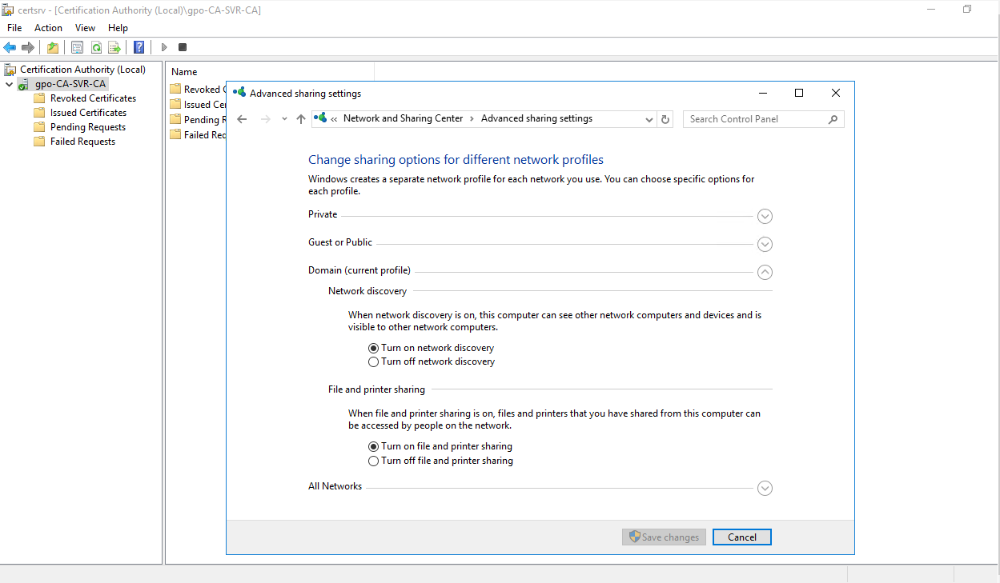 certsrv - [Certification Authority (Local)\gpo-CA-SVR-CA]
File Action View Help
Certification Authority (Local)
gpo-CA-SVR-CA
Revoked Certificates
Issued Certificates
Pending Requests
Failed Requests
Name
Revoked
Issued
Pending
Failed
Advanced sharing settings
« Network and Sharing Center › Advanced sharing settings
Search Control Panel
Change sharing options for different network profiles
Windows creates a separate network profile for each network you use. You can choose specific options for
each profile.
Private
Guest or Public
Domain (current profile)
Network discovery
When network discovery is on, this computer can see other network computers and devices and is
visible to other network computers.
Turn on network discovery
Turn off network discovery
File and printer sharing
When file and printer sharing is on, files and printers that you have shared from this computer can
be accessed by people on the network.
Turn on file and printer sharing
Turn off file and printer sharing
All Networks
Save changes
Cancel